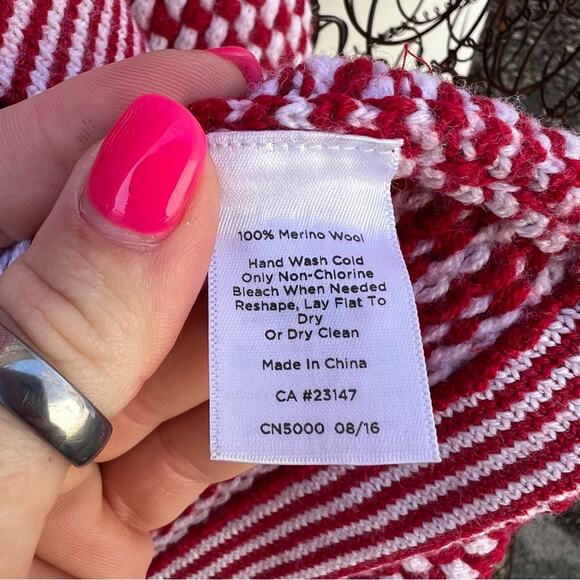 100% Merino Wool
Hand Wash Cold
Only Non-Chlorine
Bleach When Needed
Reshape, Lay Flat To
Dry
Or Dry Clean
Made In China
CA #23147
CN5000 08/16